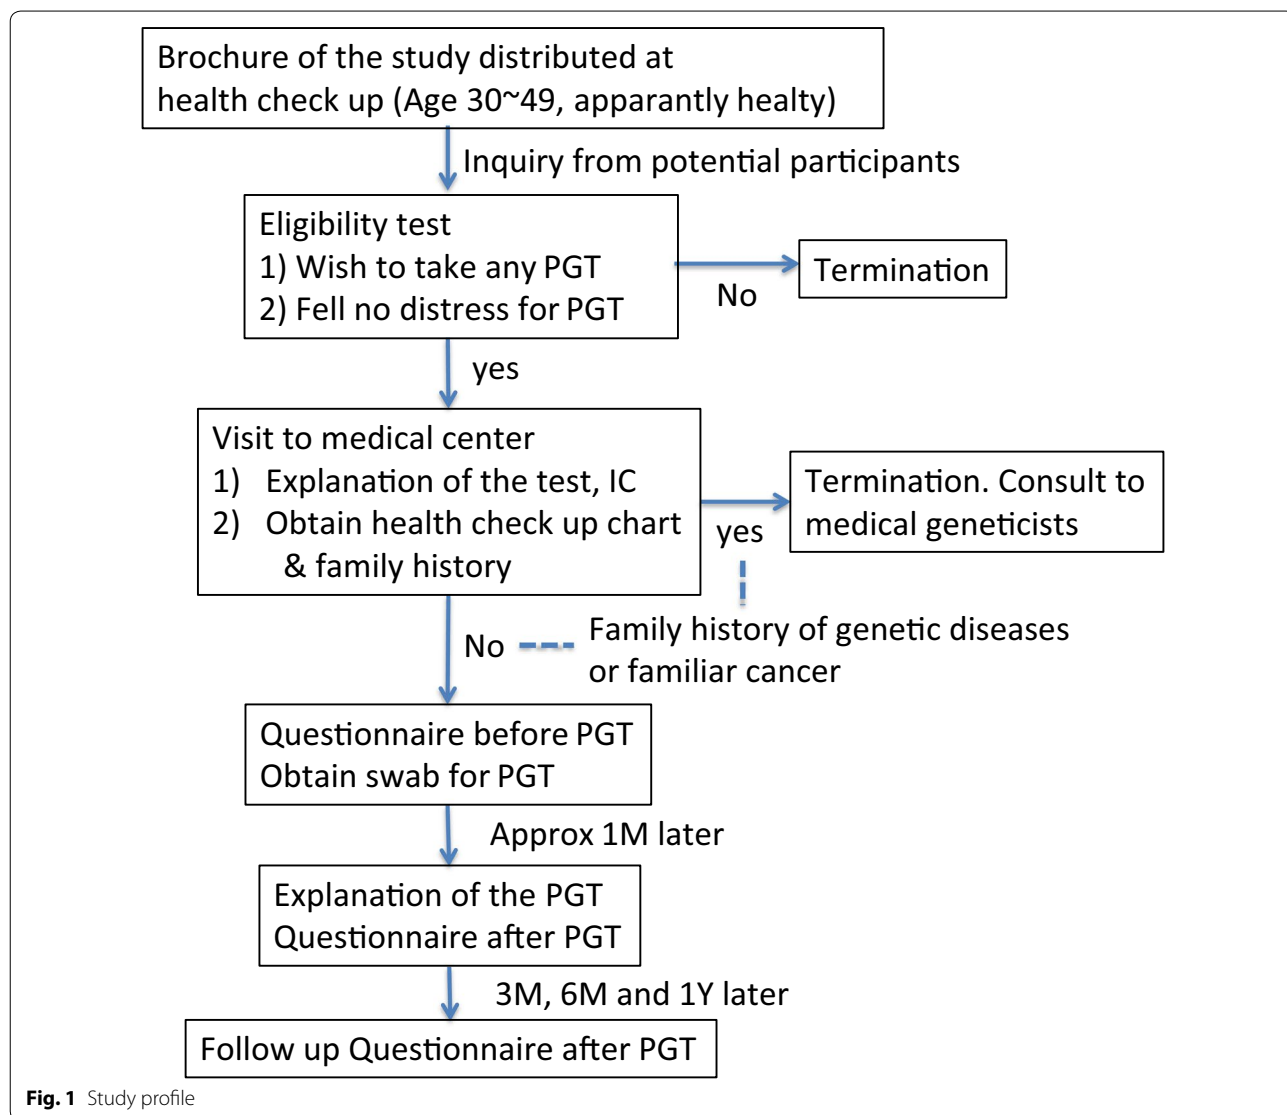 Brochure of the study distributed at
health check up (Age 30~49, apparantly healty)
Inquiry from potential participants
Eligibility test
1) Wish to take any PGT
2) Fell no distress for PGT
No
Termination
yes
Visit to medical center
1) Explanation of the test, IC
2) Obtain health check up chart
& family history
yes
Termination. Consult to
medical geneticists
No
Family history of genetic diseases
or familiar cancer
Questionnaire before PGT
Obtain swab for PGT
Approx 1M later
Explanation of the PGT
Questionnaire after PGT
3M, 6M and 1Y later
Follow up Questionnaire after PGT
Fig. 1 Study profile